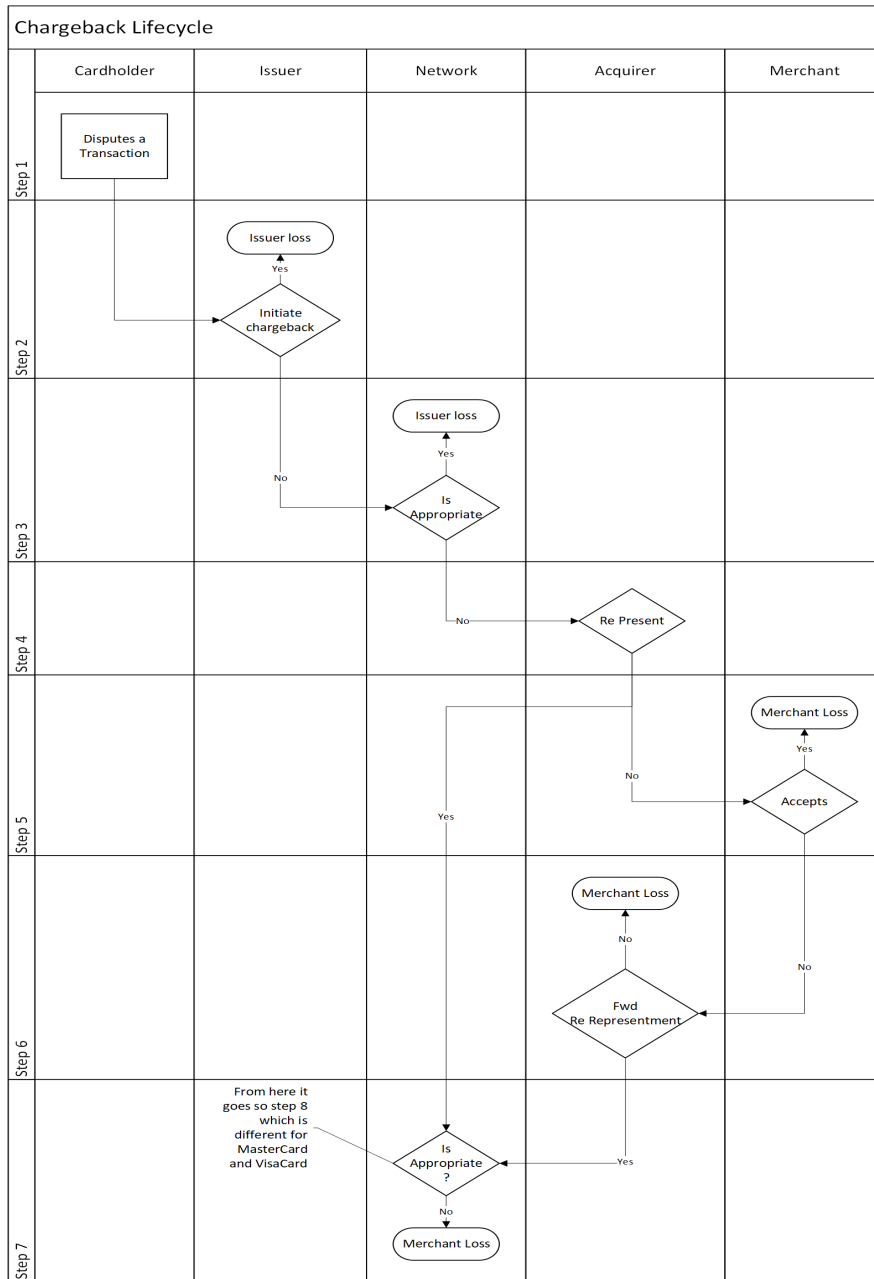 Chargeback Lifecycle
Cardholder
Issuer
Network
Acquirer
Merchant
Step 1
Disputes a
Transaction
Step 2
Issuer loss
Yes
Initiate
chargeback
Step 3
Issuer loss
Yes
No
Is
Appropriate
Step 4
No
Re Present
Step 5
Merchant Loss
Yes
No
Accepts
Yes
Step 6
Merchant Loss
No
No
Fwd
Re Representment
Step 7
From here it
goes so step 8
which is
different for
MasterCard
and VisaCard
Is
Appropriate
?
Yes
No
Merchant Loss